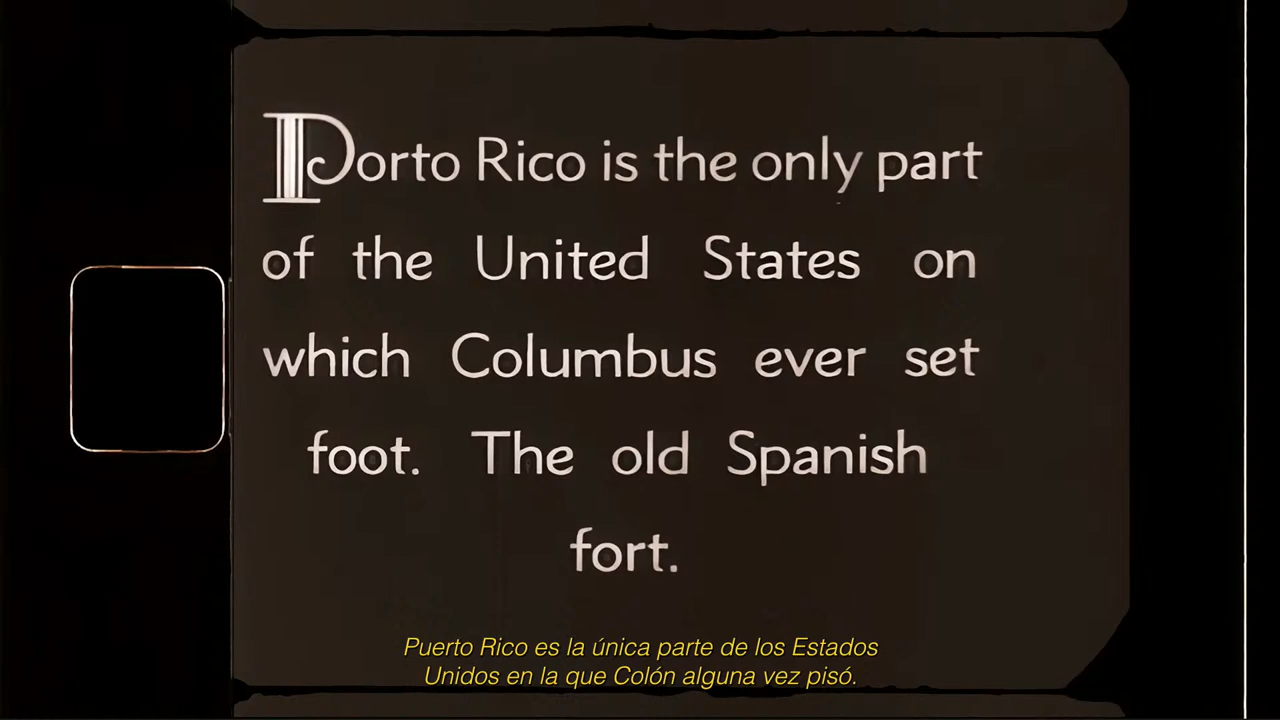 Porto Rico is the only part
of the United States on
which Columbus ever set
foot. The old Spanish
fort.
Puerto Rico es la única parte de los Estados
Unidos en la que Colón alguna vez pisó.